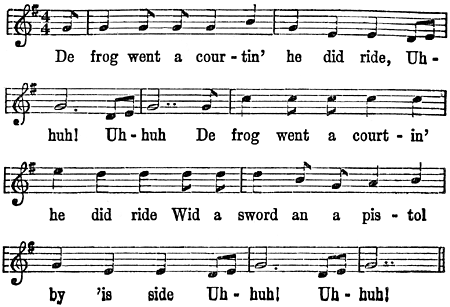 De frog went a cour - tin' he did ride, Uh -
huh! Uh - huh De frog went a court - in'
he did ride Wid a sword an a pis - tol
by 'is side Uh - huh! Uh - huh!